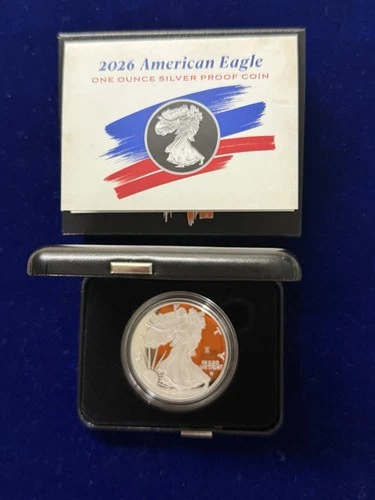 2026 American Eagle
ONE OUNCE SILVER PROOF COIN